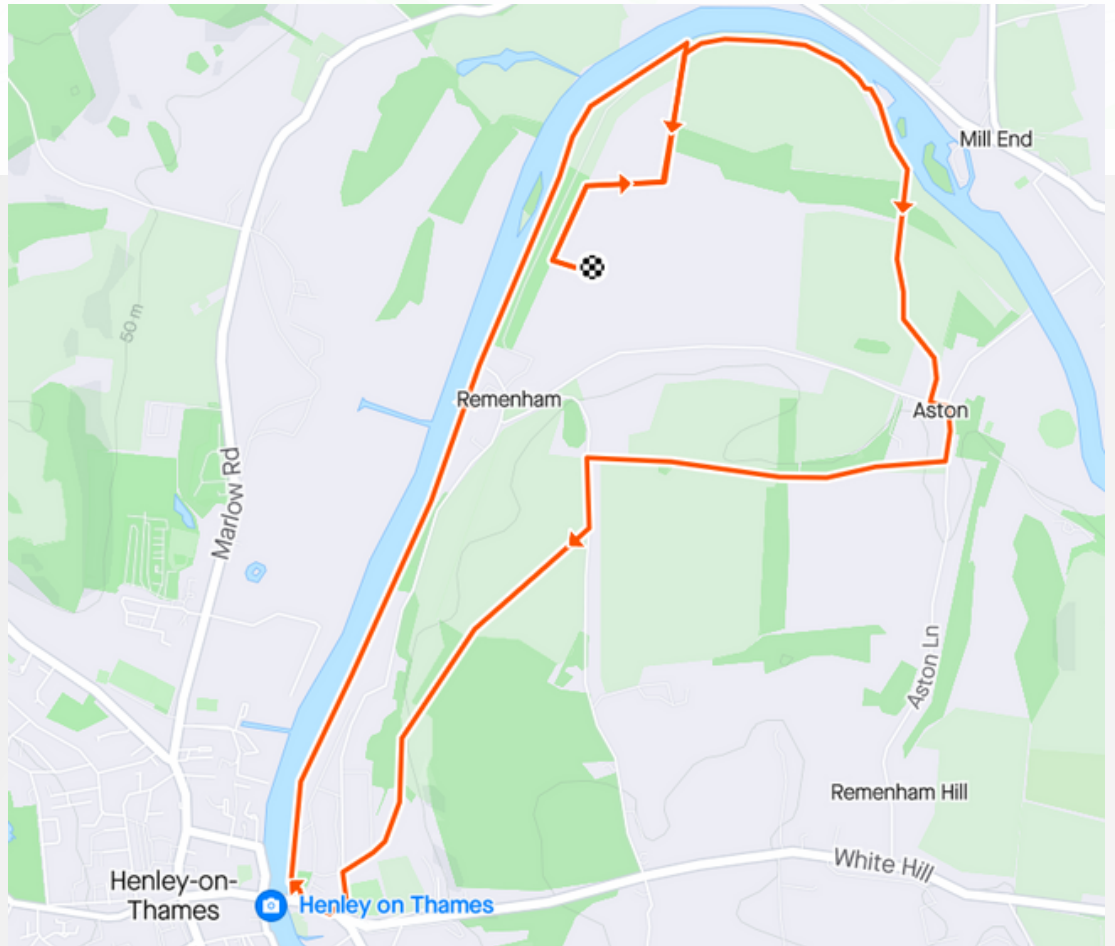 Mill End
50 m
Remenham
Aston
Marlow Rd
Aston Ln
Remenham Hill
White Hill
Henley-on-
Thames
Henley on Thames